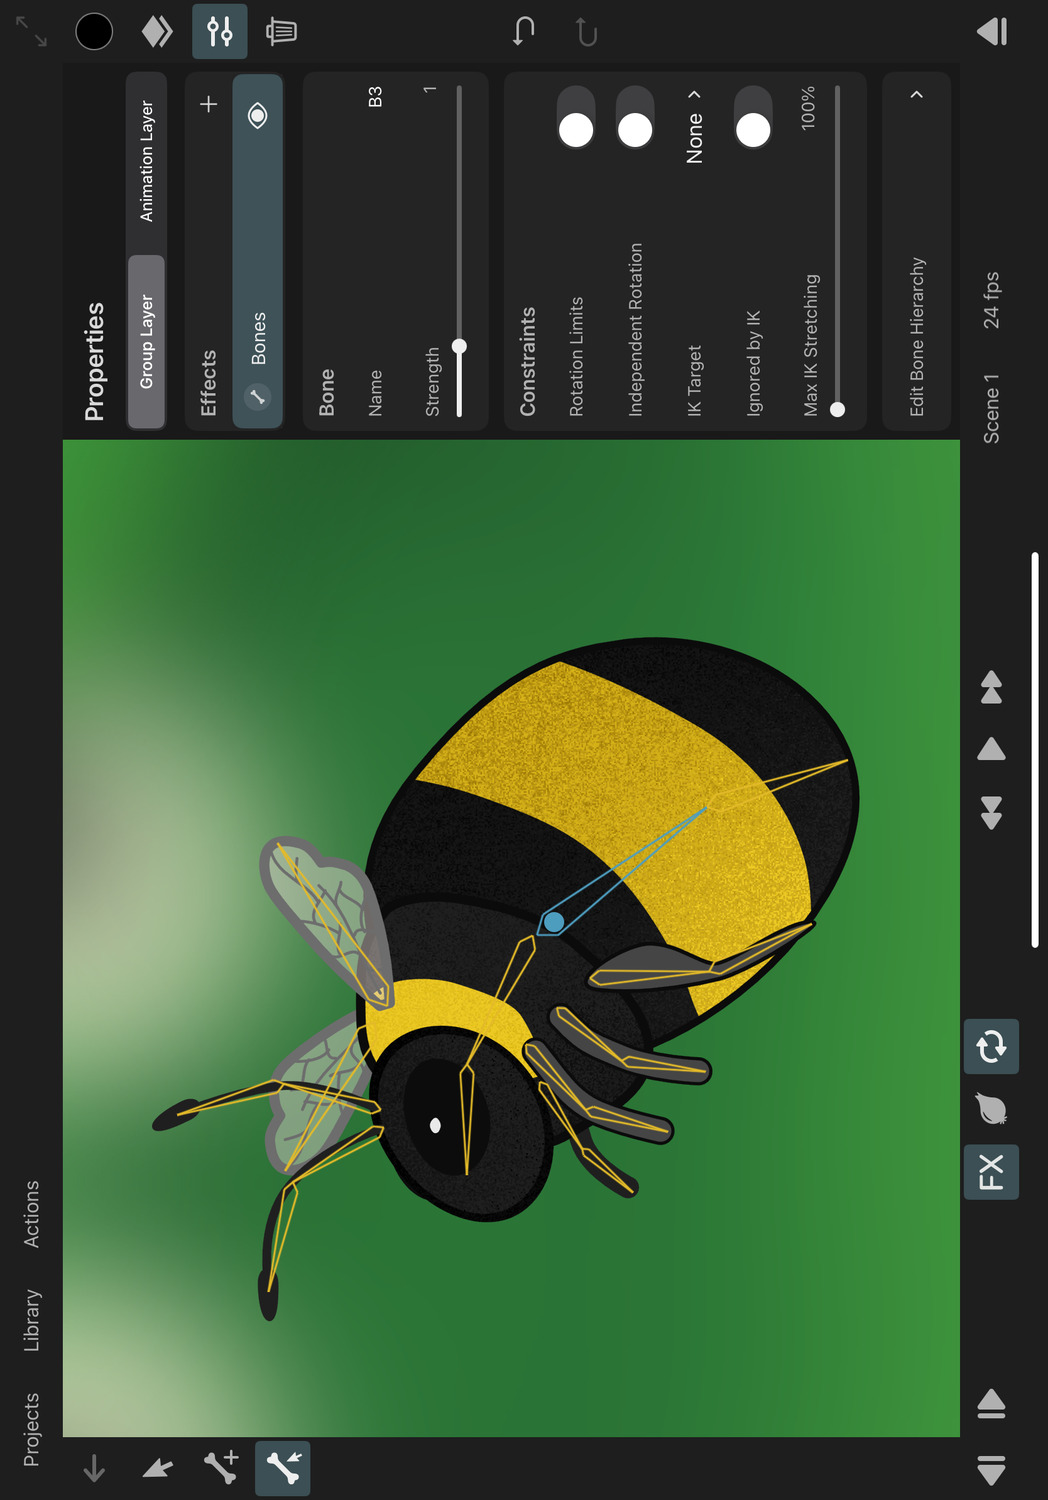 Projects
Library
Actions
Properties
Group Layer
Animation Layer
Effects
Bones
Bone
Name
B3
Strength
1
Constraints
Rotation Limits
Independent Rotation
IK Target
None
Ignored by IK
Max IK Stretching
100%
Edit Bone Hierarchy
FX
Scene 1
24 fps